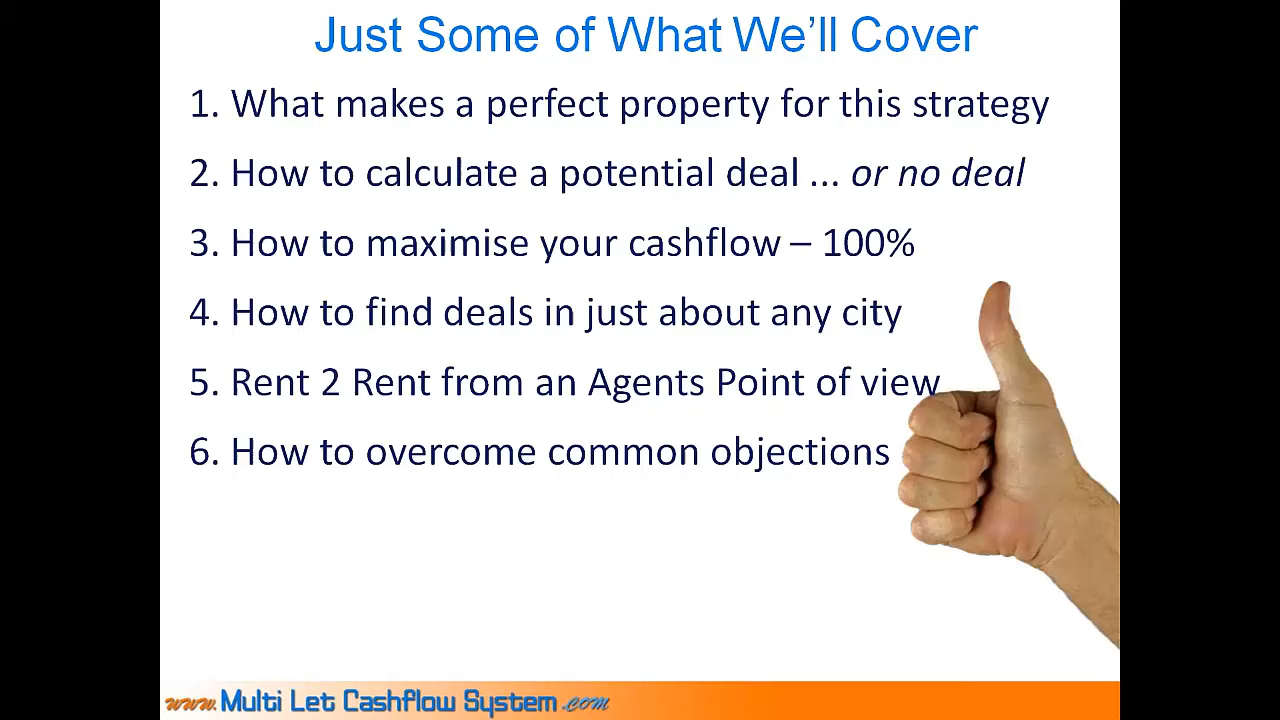 Just Some of What We'll Cover
1. What makes a perfect property for this strategy
2. How to calculate a potential deal ... or no deal
3. How to maximise your cashflow – 100%
4. How to find deals in just about any city
5. Rent 2 Rent from an Agents Point of view
6. How to overcome common objections
www.Multi Let Cashflow System.com